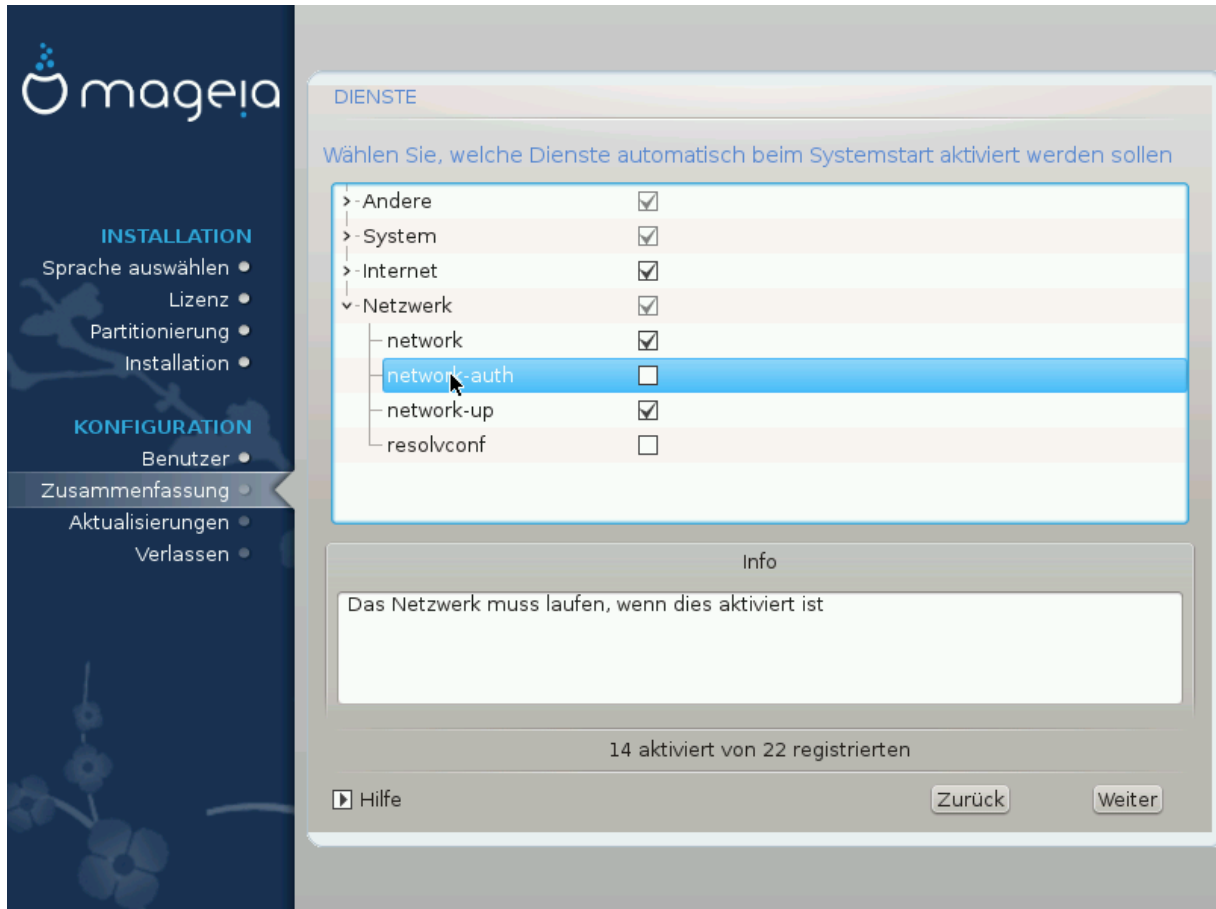 mageia
INSTALLATION
Sprache auswählen
Lizenz
Partitionierung
Installation
KONFIGURATION
Benutzer
Zusammenfassung
Aktualisierungen
Verlassen
DIENSTE
Wählen Sie, welche Dienste automatisch beim Systemstart aktiviert werden sollen
Andere
System
Internet
Netzwerk
network
network-auth
network-up
resolvconf
Info
Das Netzwerk muss laufen, wenn dies aktiviert ist
14 aktiviert von 22 registrierten
Hilfe
Zurück
Weiter